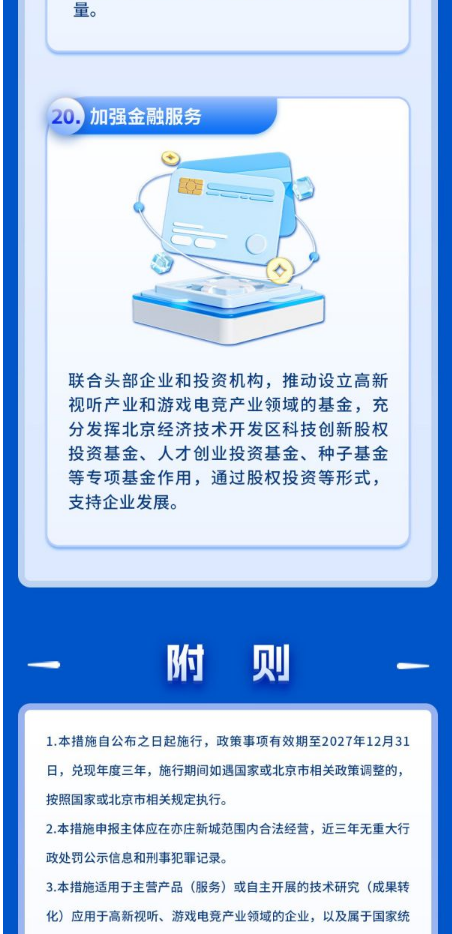 量。
20. 加强金融服务
联合头部企业和投资机构，推动设立高新
视听产业和游戏电竞产业领域的基金，充
分发挥北京经济技术开发区科技创新股权
投资基金、人才创业投资基金、种子基金
等专项基金作用，通过股权投资等形式，
支持企业发展。
附 则
1.本措施自公布之日起施行，政策事项有效期至2027年12月31
日，兑现年度三年，施行期间如遇国家或北京市相关政策调整的，
按照国家或北京市相关规定执行。
2.本措施申报主体应在亦庄新城范围内合法经营，近三年无重大行
政处罚公示信息和刑事犯罪记录。
3.本措施适用于主营产品（服务）或自主开展的技术研究（成果转
化）应用于高新视听、游戏电竞产业领域的企业，以及属于国家统